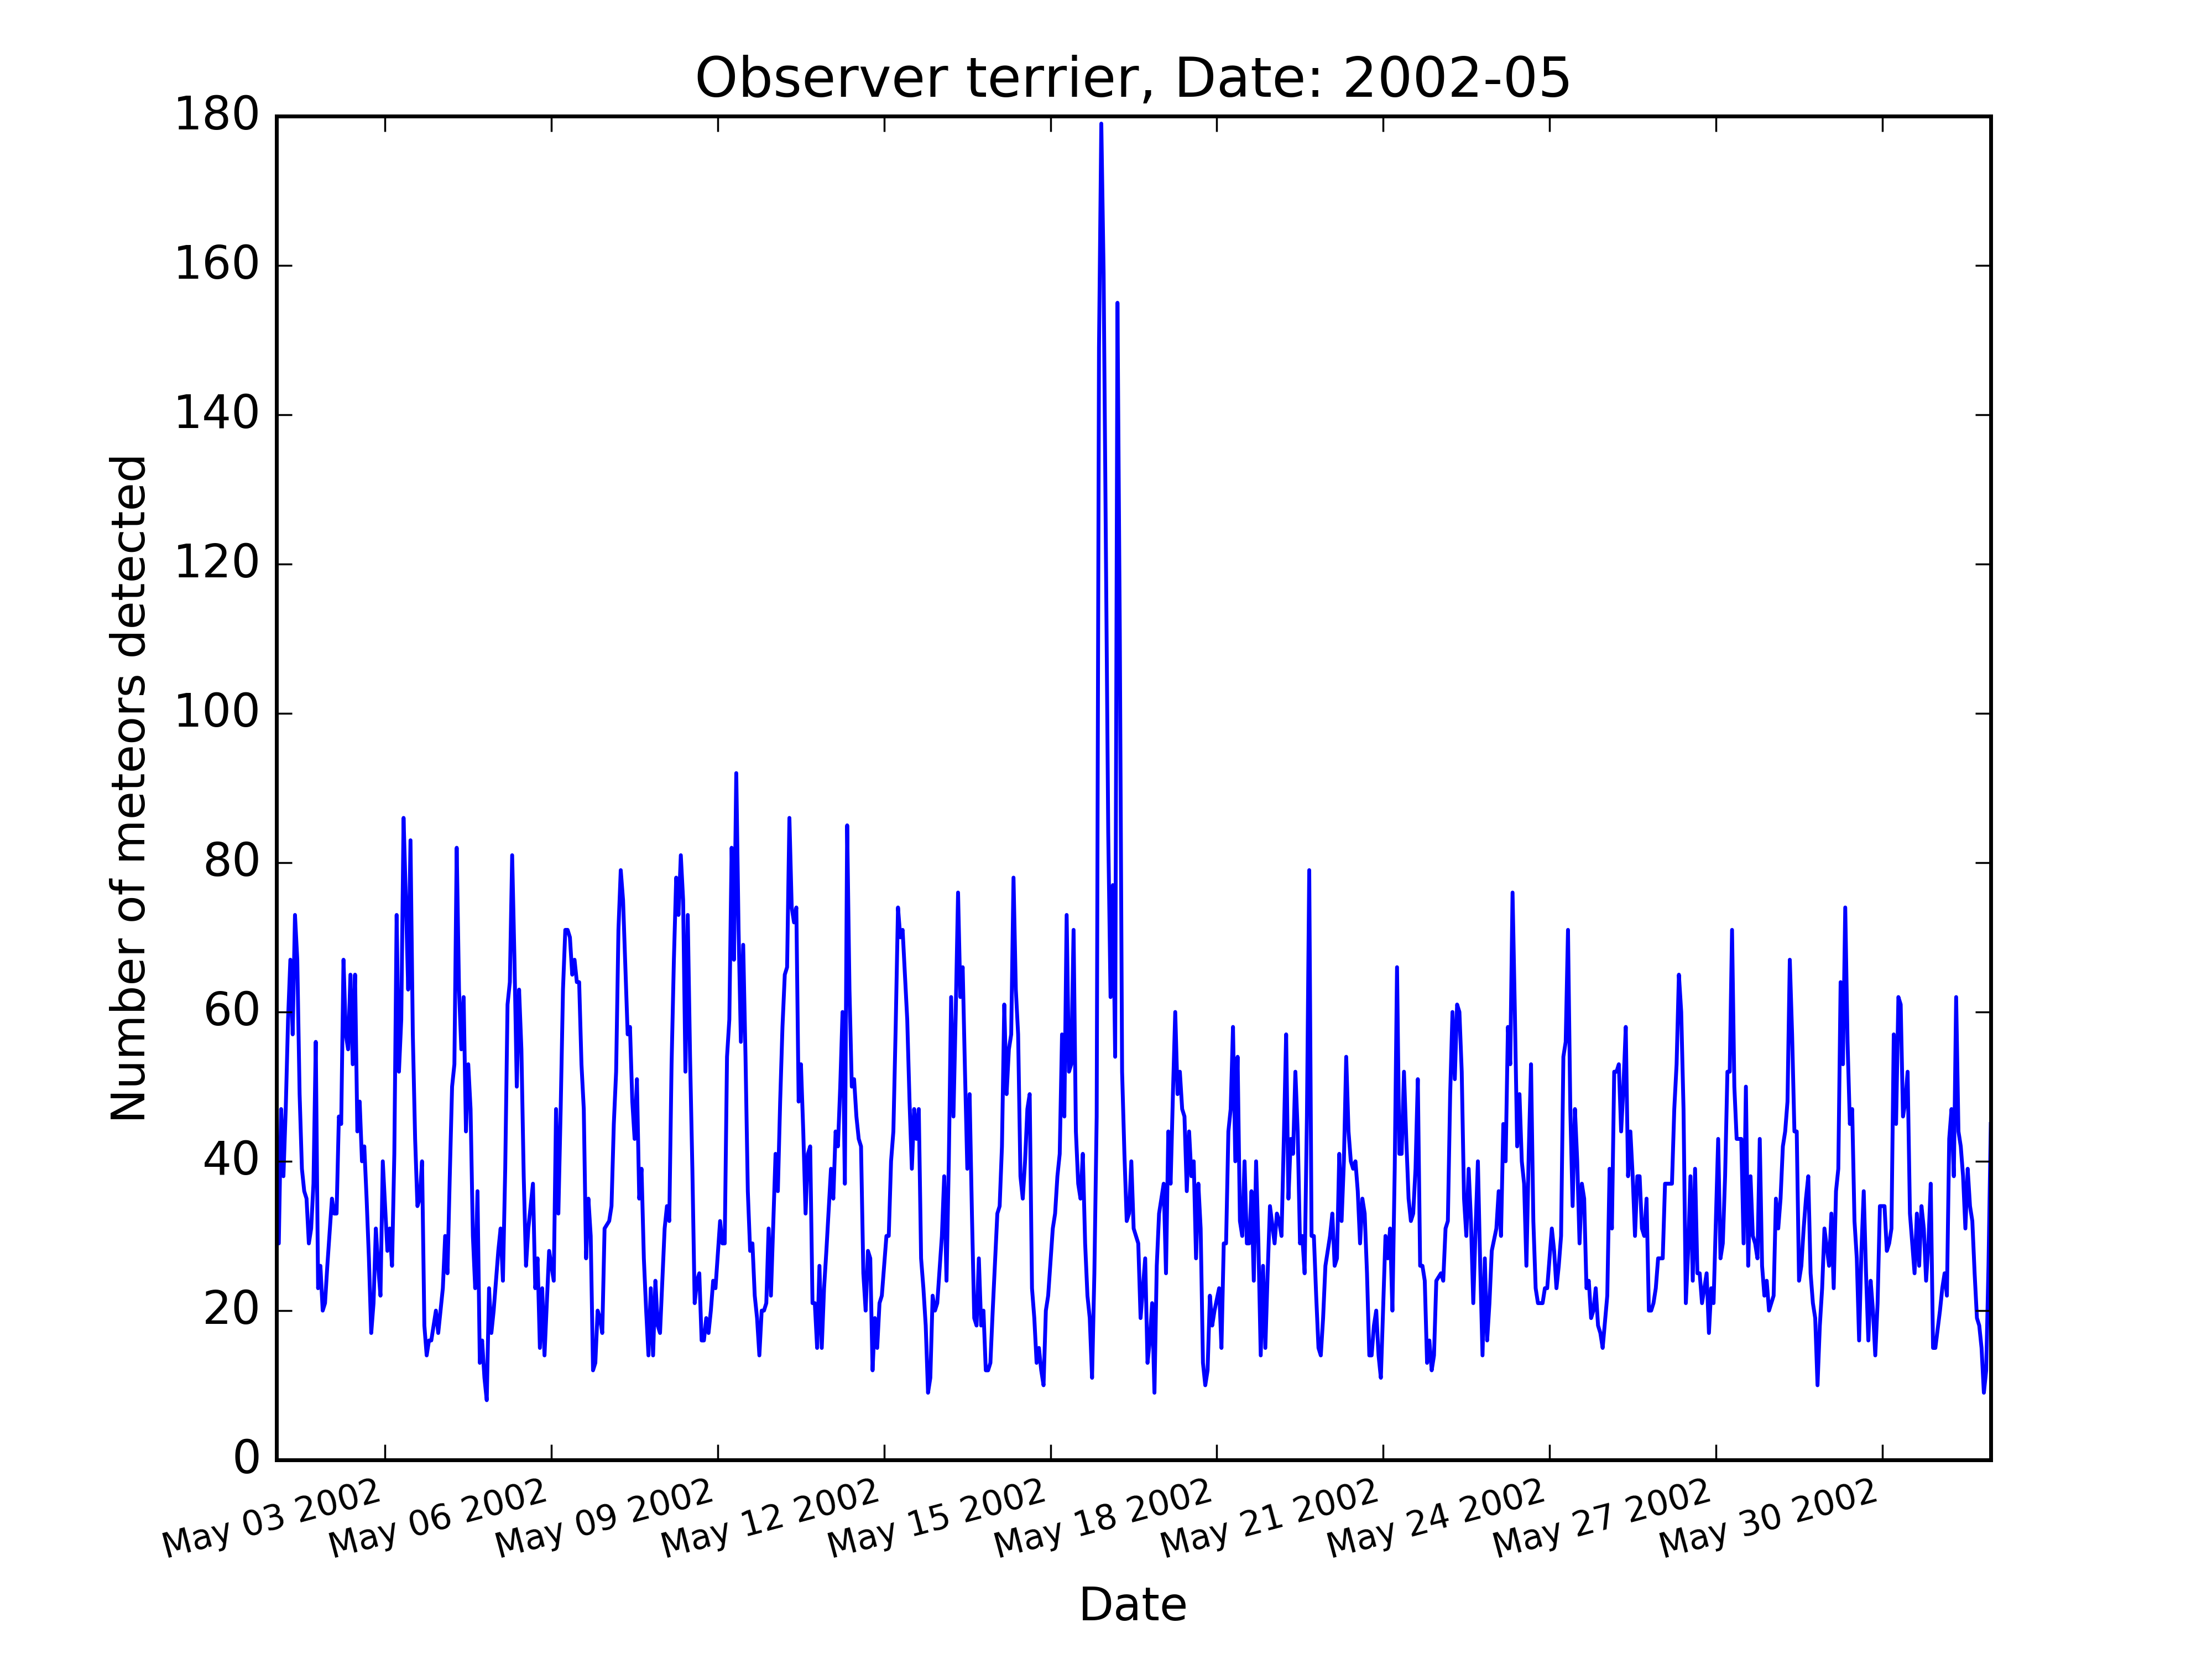 Observer terrier, Date: 2002-05
Number of meteors detected
180
160
140
120
100
80
60
40
20
0
May 03 2002
May 06 2002
May 09 2002
May 12 2002
May 15 2002
May 18 2002
May 21 2002
May 24 2002
May 27 2002
May 30 2002
Date